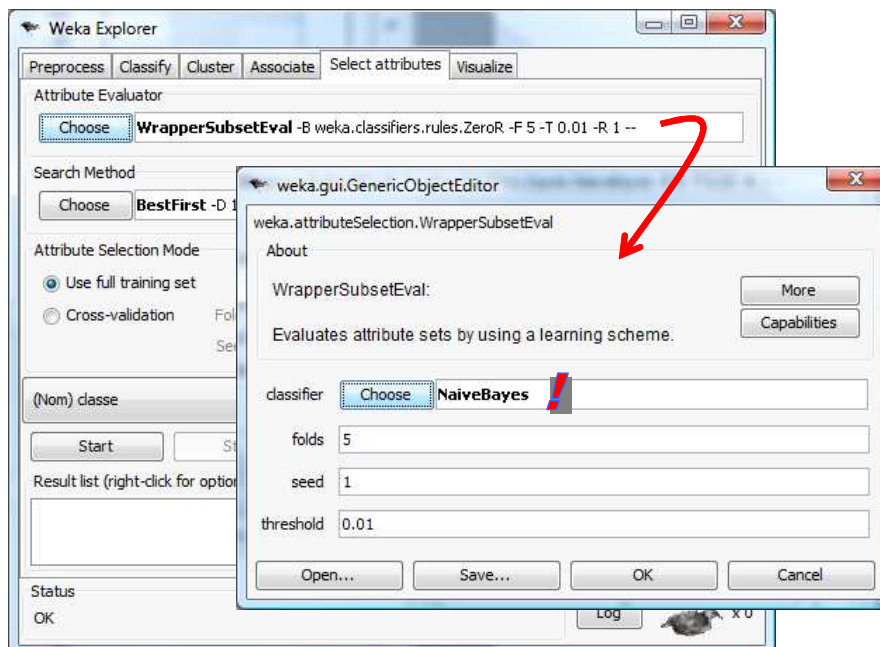 Weka Explorer
Preprocess Classify Cluster Associate Select attributes Visualize
Attribute Evaluator
Choose WrapperSubsetEval -B weka.classifiers.rules.ZeroR -F 5 -T 0.01 -R 1 --
Search Method
Choose BestFirst -D 1
Attribute Selection Mode
Use full training set
Cross-validation
(Nom) classe
Start
Result list (right-click for
Status
OK
Log x 0
weka.gui.GenericObjectEditor
weka.attributeSelection.WrapperSubsetEval
About
WrapperSubsetEval:
More
Evaluates attribute sets by using a learning scheme.
Capabilities
classifier Choose NaiveBayes !
folds 5
seed 1
threshold 0.01
Open... Save... OK Cancel